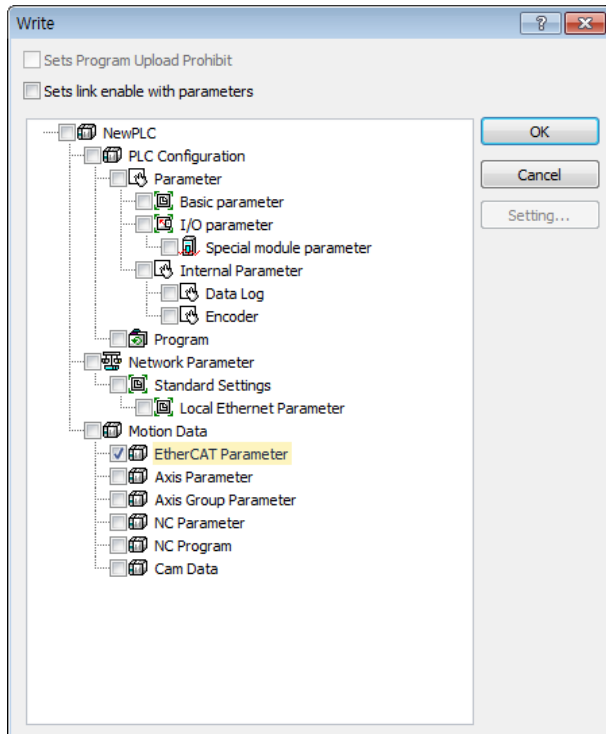 Write
Sets Program Upload Prohibit
Sets link enable with parameters
OK
Cancel
Setting...
NewPLC
PLC Configuration
Parameter
Basic parameter
I/O parameter
Special module parameter
Internal Parameter
Data Log
Encoder
Program
Network Parameter
Standard Settings
Local Ethernet Parameter
Motion Data
EtherCAT Parameter
Axis Parameter
Axis Group Parameter
NC Parameter
NC Program
Cam Data